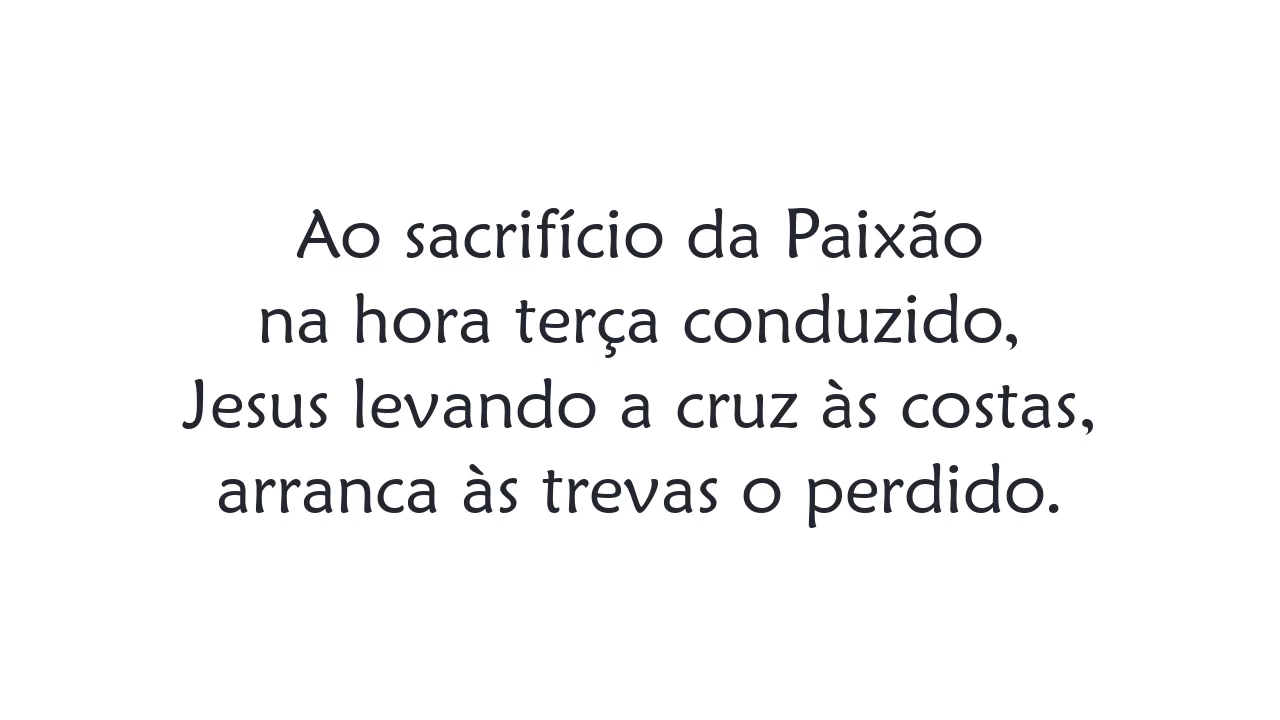 Ao sacrifício da Paixão
na hora terça conduzido,
Jesus levando a cruz às costas,
arranca às trevas o perdido.